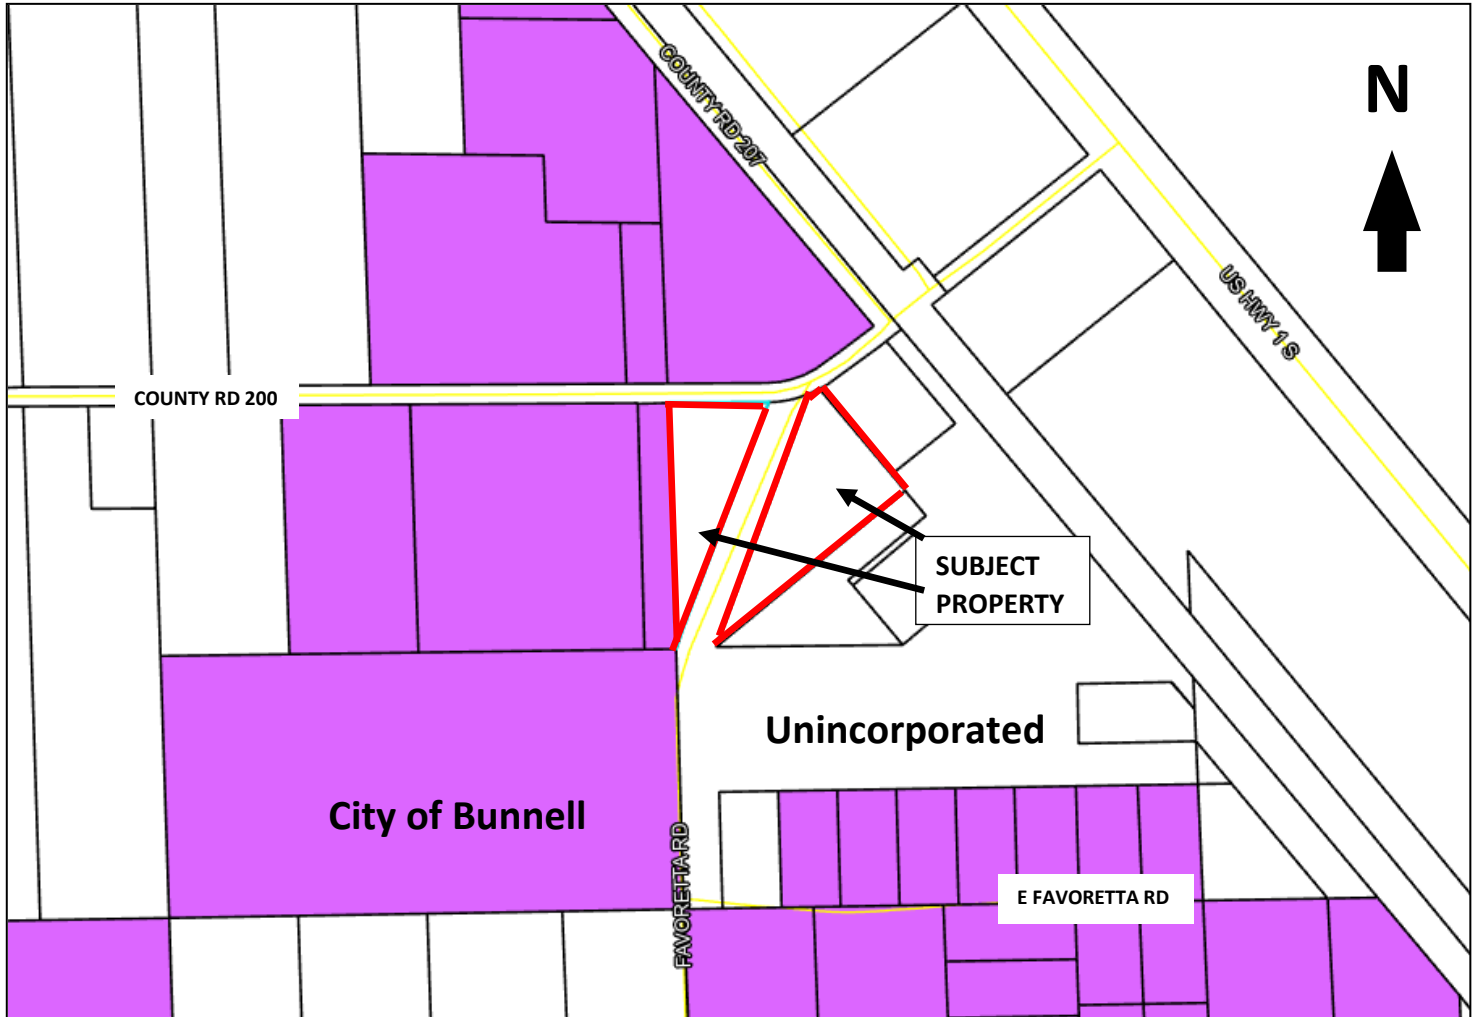 COUNTY RD 207
N
US HWY 1 S
COUNTY RD 200
SUBJECT
PROPERTY
Unincorporated
City of Bunnell
FAVORETTA RD
E FAVORETTA RD